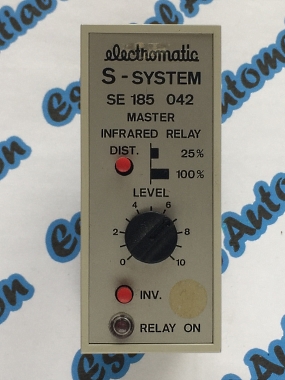 electromatic
S-SYSTEM
SE 185 042
MASTER
INFRARED RELAY
DIST.
25%
100%
LEVEL
4 6
2 8
0 10
INV.
RELAY ON